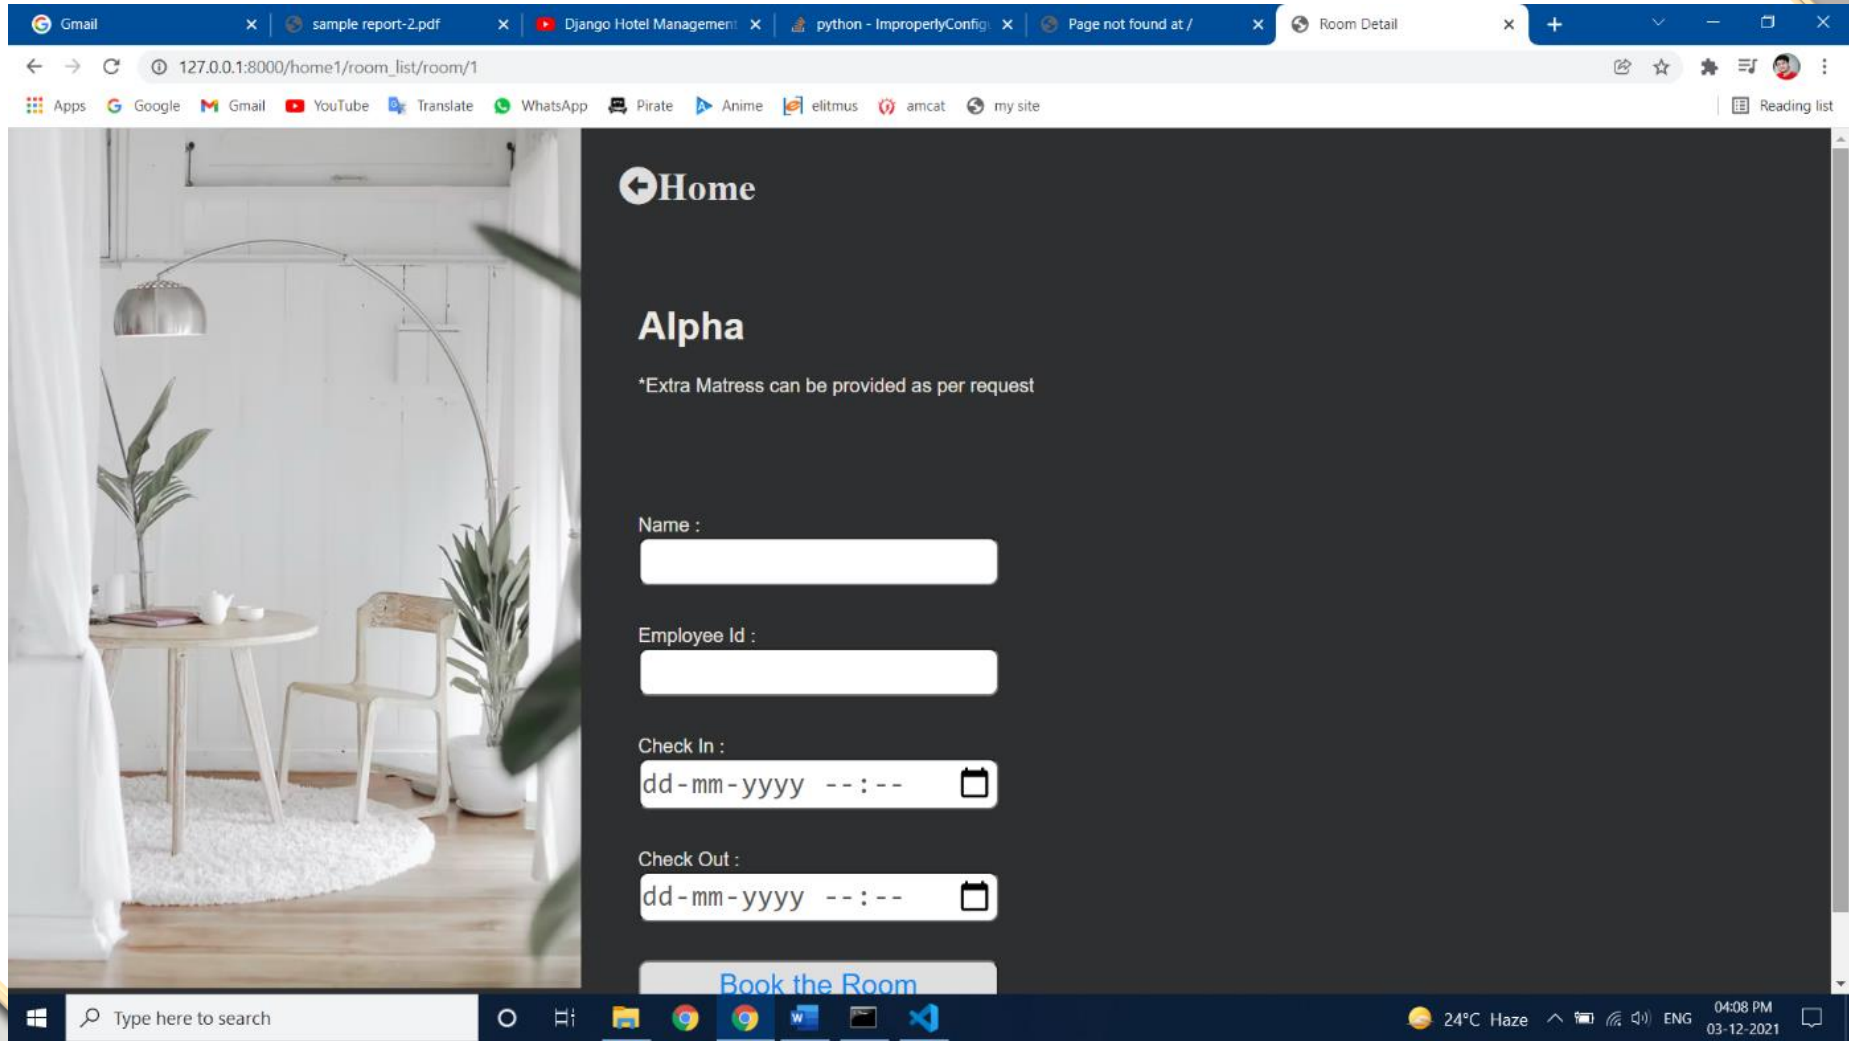 Gmail
sample report-2.pdf
Django Hotel Management
python - ImproperlyConfig
Page not found at /
Room Detail
127.0.0.1:8000/home1/room_list/room/1
Apps Google Gmail YouTube Translate WhatsApp Pirate Anime elitmus amcat my site Reading list
Home
Alpha
*Extra Matress can be provided as per request
Name :
Employee Id :
Check In :
dd-mm-yyyy --:--
Check Out :
dd-mm-yyyy --:--
Book the Room
Type here to search
24°C Haze
ENG
04:08 PM
03-12-2021